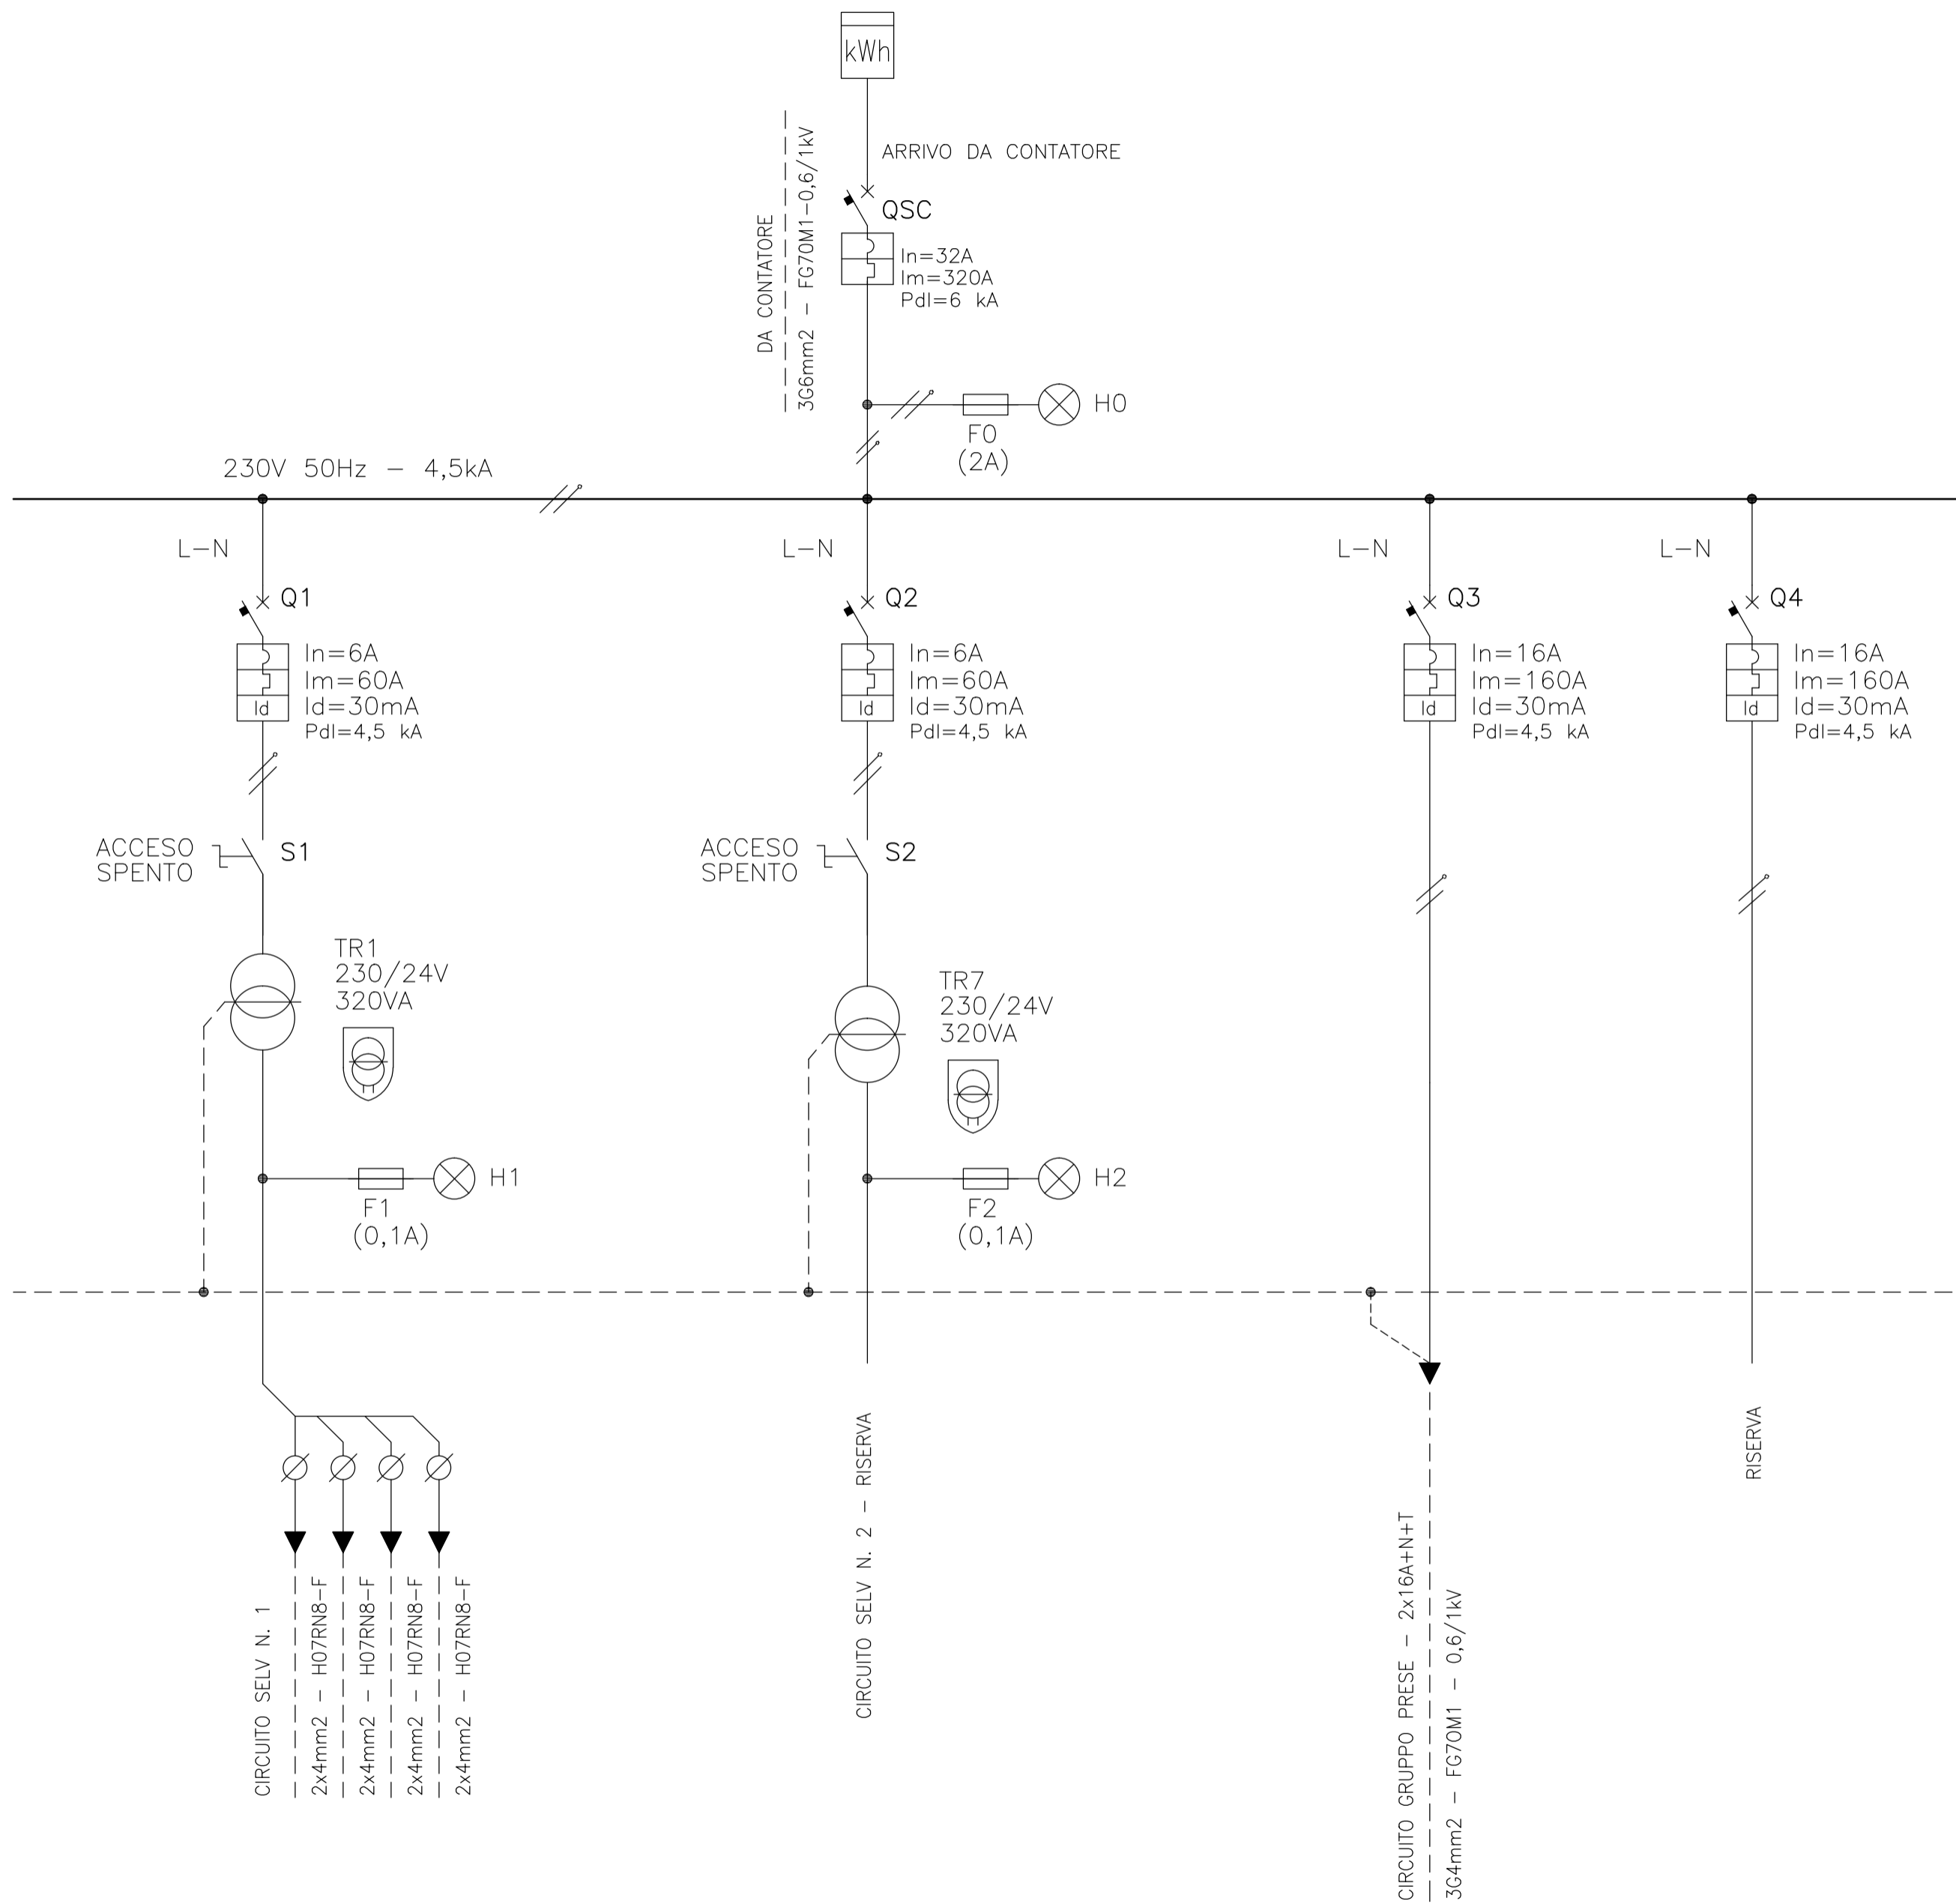 kWh
ARRIVO DA CONTATORE
DA CONTATORE
3G6mm2 - FG7OM1-0,6/1kV
QSC
In=32A
Im=320A
PdI=6 kA
H0
F0
(2A)
230V 50Hz - 4,5kA
L-N
L-N
L-N
L-N
Q1
In=6A
Im=60A
Id
Id=30mA
PdI=4,5 kA
Q2
In=6A
Im=60A
Id
Id=30mA
PdI=4,5 kA
Q3
In=16A
Im=160A
Id
Id=30mA
PdI=4,5 kA
Q4
In=16A
Im=160A
Id
Id=30mA
PdI=4,5 kA
ACCESO
SPENTO
S1
ACCESO
SPENTO
S2
TR1
230/24V
320VA
TR7
230/24V
320VA
H1
F1
(0,1A)
H2
F2
(0,1A)
CIRCUITO SELV N. 1
2x4mm2 - H07RN8-F
2x4mm2 - H07RN8-F
2x4mm2 - H07RN8-F
2x4mm2 - H07RN8-F
CIRCUITO SELV N. 2 - RISERVA
CIRCUITO GRUPPO PRESE - 2x16A+N+T
3G4mm2 - FG7OM1 - 0,6/1kV
RISERVA